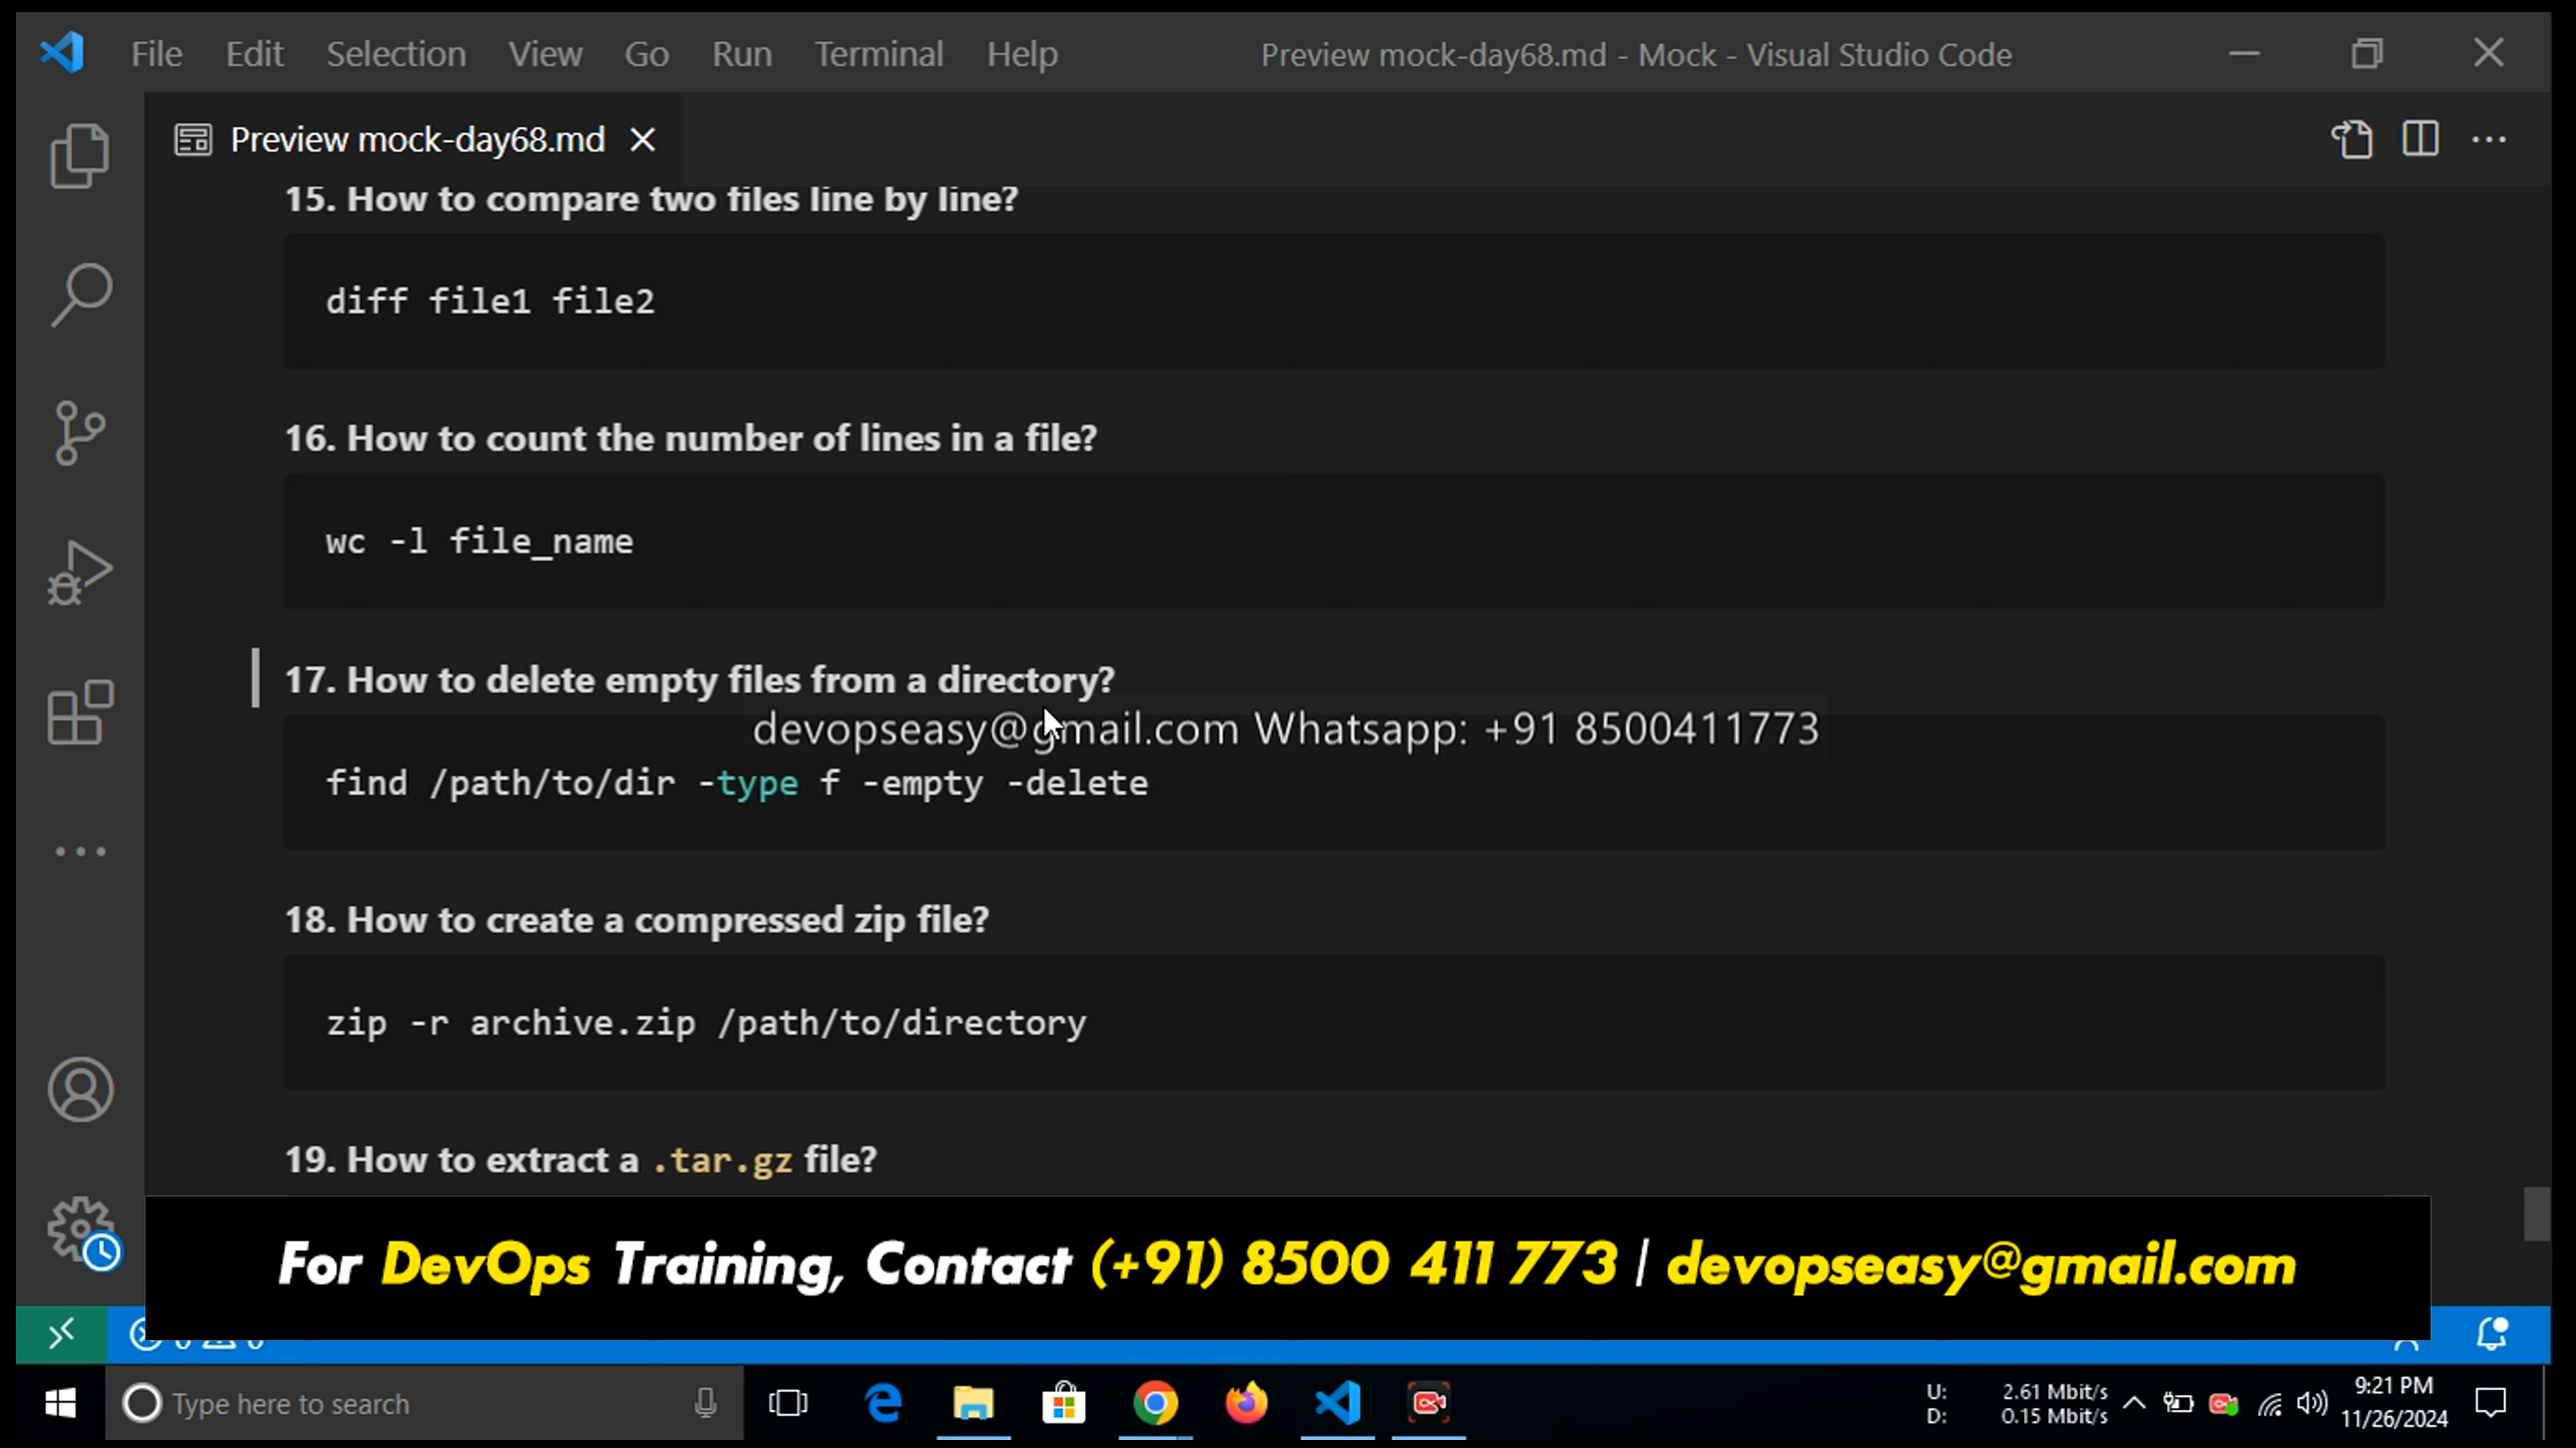 File Edit Selection View Go Run Terminal Help Preview mock-day68.md - Mock - Visual Studio Code
Preview mock-day68.md
15. How to compare two files line by line?
diff file1 file2
16. How to count the number of lines in a file?
wc -l file_name
17. How to delete empty files from a directory?
devopseasy@gmail.com Whatsapp: +91 8500411773
find /path/to/dir -type f -empty -delete
18. How to create a compressed zip file?
zip -r archive.zip /path/to/directory
19. How to extract a .tar.gz file?
For DevOps Training, Contact (+91) 8500 411 773 | devopseasy@gmail.com
Type here to search
U: 2.61 Mbit/s
D: 0.15 Mbit/s
9:21 PM
11/26/2024